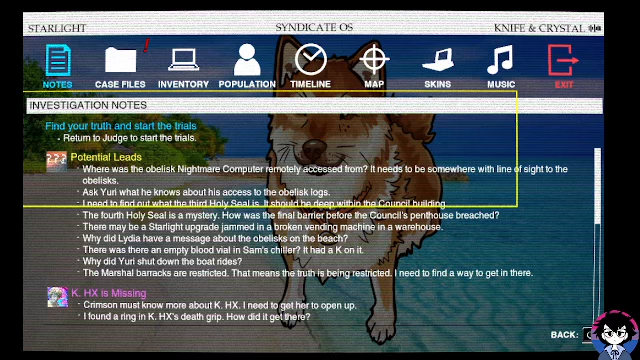 STARLIGHT
SYNDICATE OS
KNIFE & CRYSTAL
NOTES
CASE FILES
INVENTORY
POPULATION
TIMELINE
MAP
SKINS
MUSIC
EXIT
INVESTIGATION NOTES
Find your truth and start the trials
- Return to Judge to start the trials.
Potential Leads
- Where was the obelisk Nightmare Computer remotely accessed from? It needs to be somewhere with line of sight to the
obelisks.
- Ask Yuri what he knows about his access to the obelisk logs.
- I need to find out what the third Holy Seal is. It should be deep within the Council building.
- The fourth Holy Seal is a mystery. How was the final barrier before the Council's penthouse breached?
- There may be a Starlight upgrade jammed in a broken vending machine in a warehouse.
- Why did Lydia have a message about the obelisks on the beach?
- There was there an empty blood vial in Sam's chiller? It had a K on it.
- Why did Yuri shut down the boat rides?
- The Marshal barracks are restricted. That means the truth is being restricted. I need to find a way to get in there.
K. HX is Missing
- Crimson must know more about K. HX. I need to get her to open up.
- I found a ring in K. HX's death grip. How did it get there?
BACK: